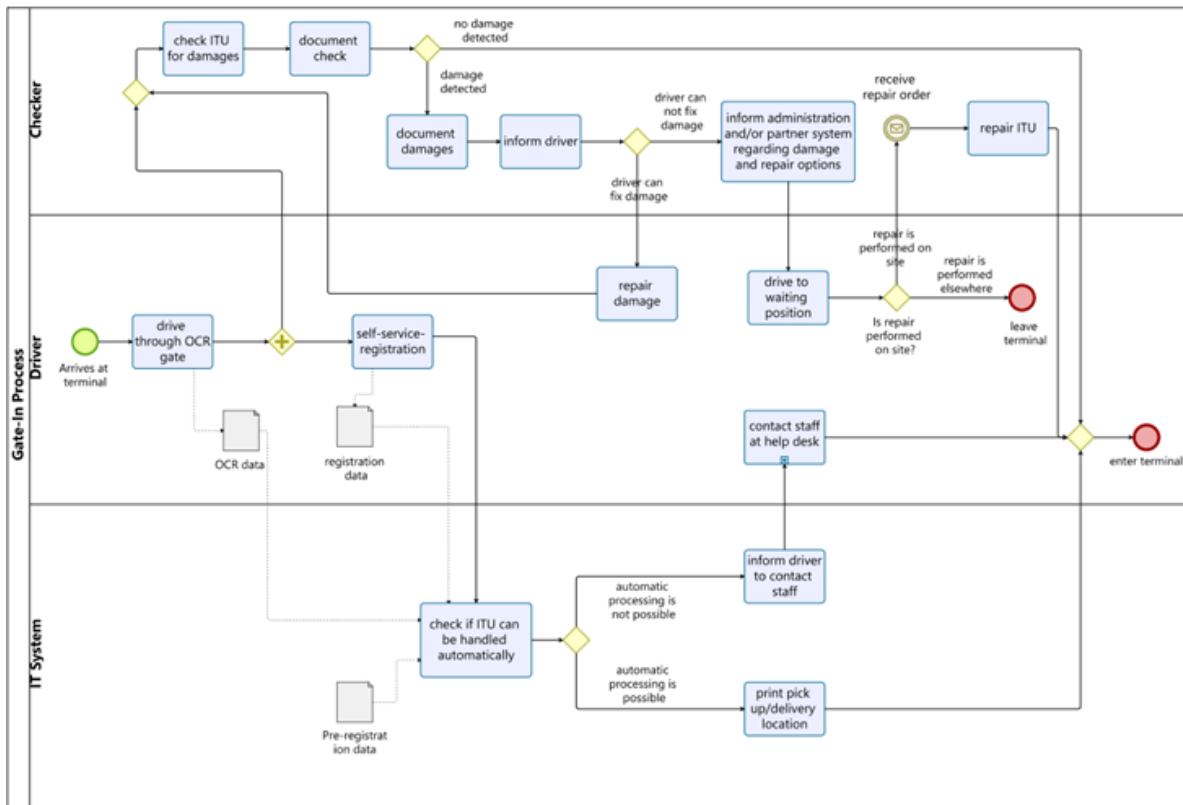 Gate-In Process
Checker
check ITU
for damages
document
check
no damage
detected
damage
detected
document
damages
inform driver
driver can
not fix
damage
driver can
fix damage
inform administration
and/or partner system
regarding damage
and repair options
receive
repair order
repair ITU
Driver
Arrives at
terminal
drive
through OCR
gate
self-service-
registration
OCR data
registration
data
repair
damage
drive to
waiting
position
repair is
performed on
site
repair is
performed
elsewhere
Is repair
performed
on site?
leave
terminal
contact staff
at help desk
enter terminal
IT System
check if ITU can
be handled
automatically
Pre-registrat
ion data
automatic
processing is
not possible
automatic
processing is
possible
inform driver
to contact
staff
print pick
up/delivery
location